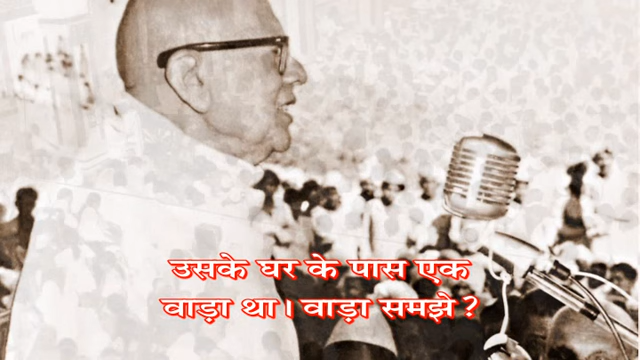 उसके घर के पास एक
वाड़ा था। वाड़ा समझे ?